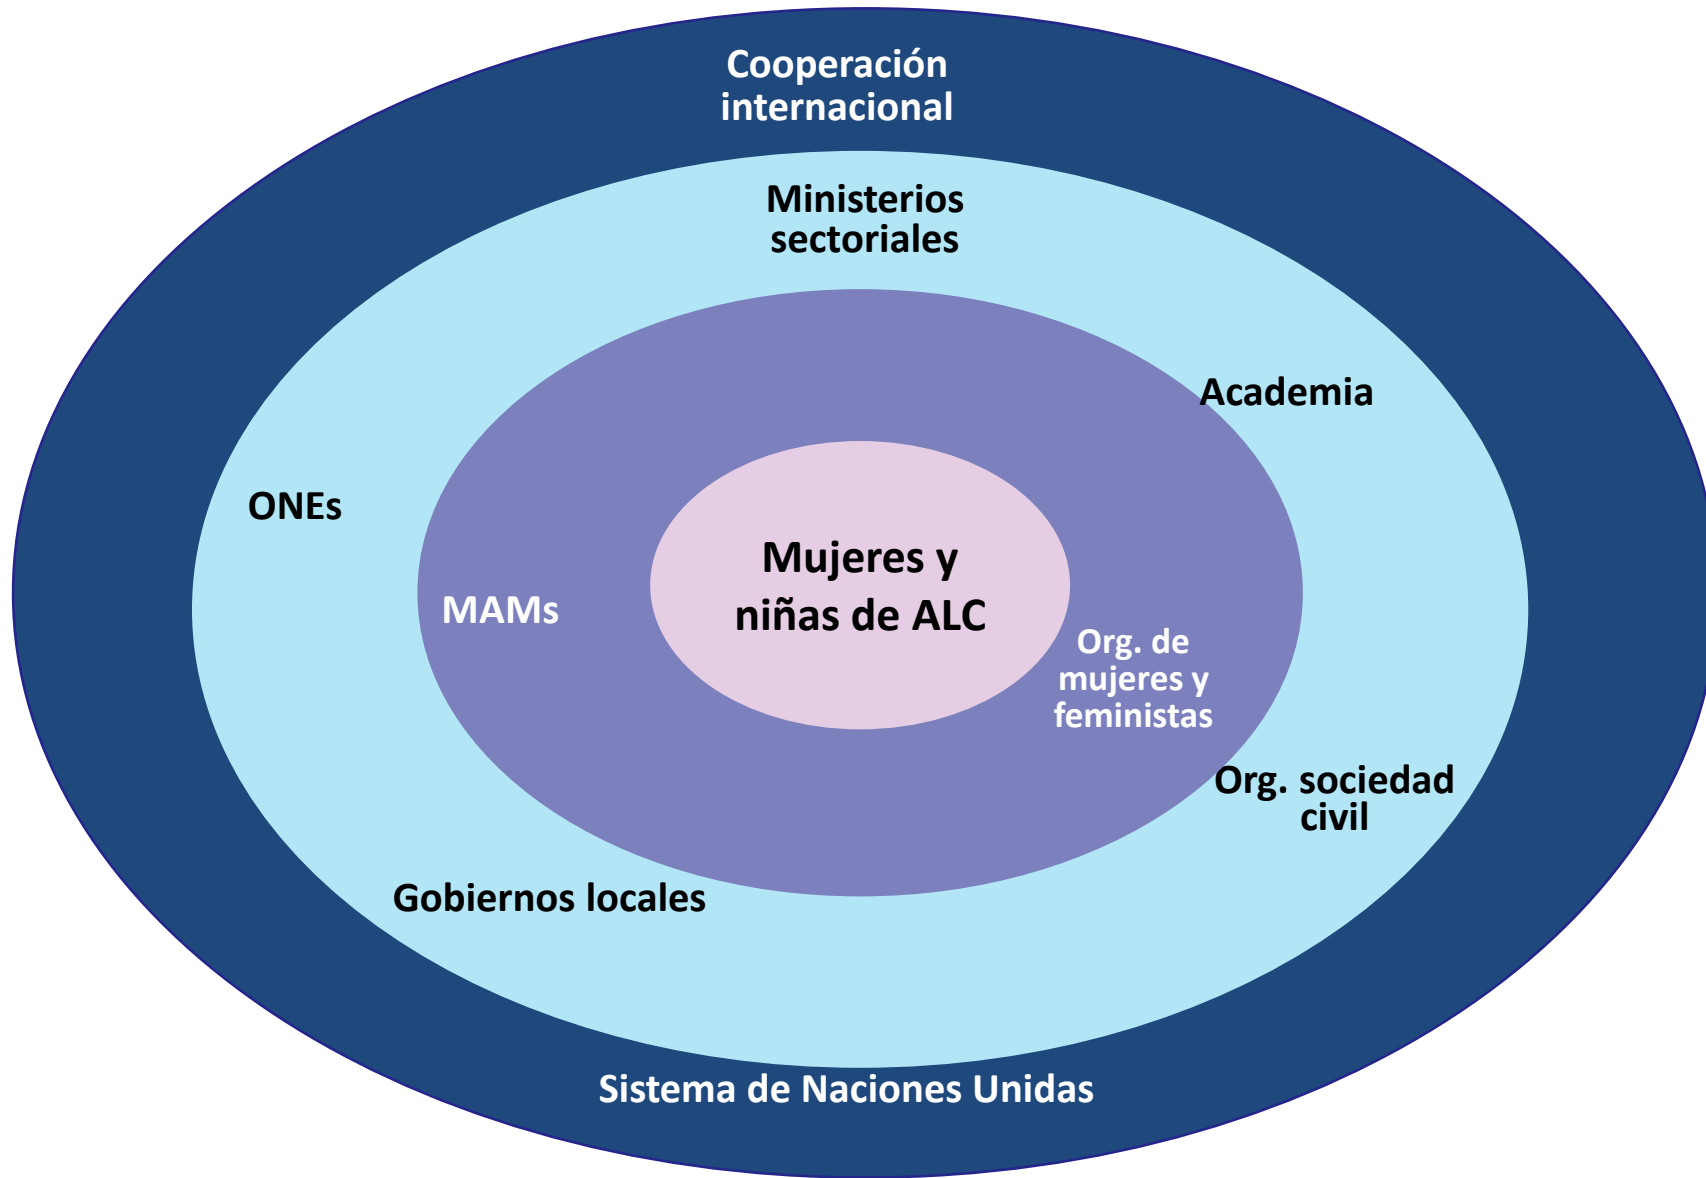 Cooperación
internacional
Ministerios
sectoriales
Academia
ONEs
Mujeres y
niñas de ALC
MAMs
Org. de
mujeres y
feministas
Org. sociedad
civil
Gobiernos locales
Sistema de Naciones Unidas